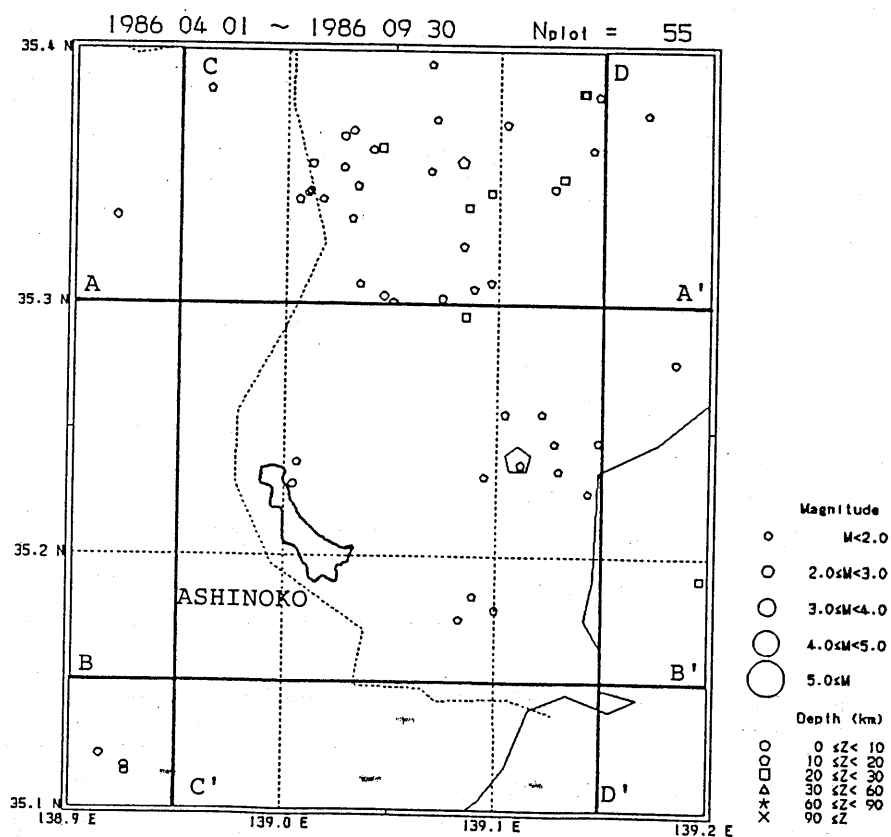 1986 04 01 ~ 1986 09 30 Nplot = 55
35.4 N
C
D
35.3 N
A
A'
35.2 N
ASHINOKO
B
B'
C'
D'
35.1 N
138.9 E
139.0 E
139.1 E
139.2 E
Magnitude
M<2.0
2.0≤M<3.0
3.0≤M<4.0
4.0≤M<5.0
5.0≤M
Depth (km)
0 ≤Z< 10
10 ≤Z< 20
20 ≤Z< 30
30 ≤Z< 60
60 ≤Z< 90
90 ≤Z